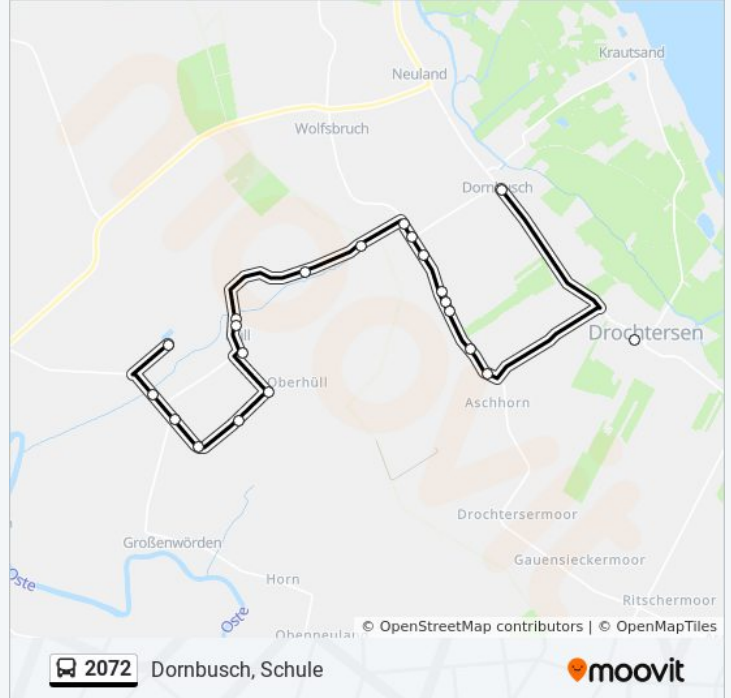 Krautsand
Neuland
Wolfsbruch
Dornbusch
Drochtersen
Oberhüll
Aschhorn
Drochtersermoor
Großenwörden
Gauensieckermoor
Oste
Horn
Ritschermoor
Oste
© OpenStreetMap contributors | © OpenMapTiles
2072 Dornbusch, Schule
moovit